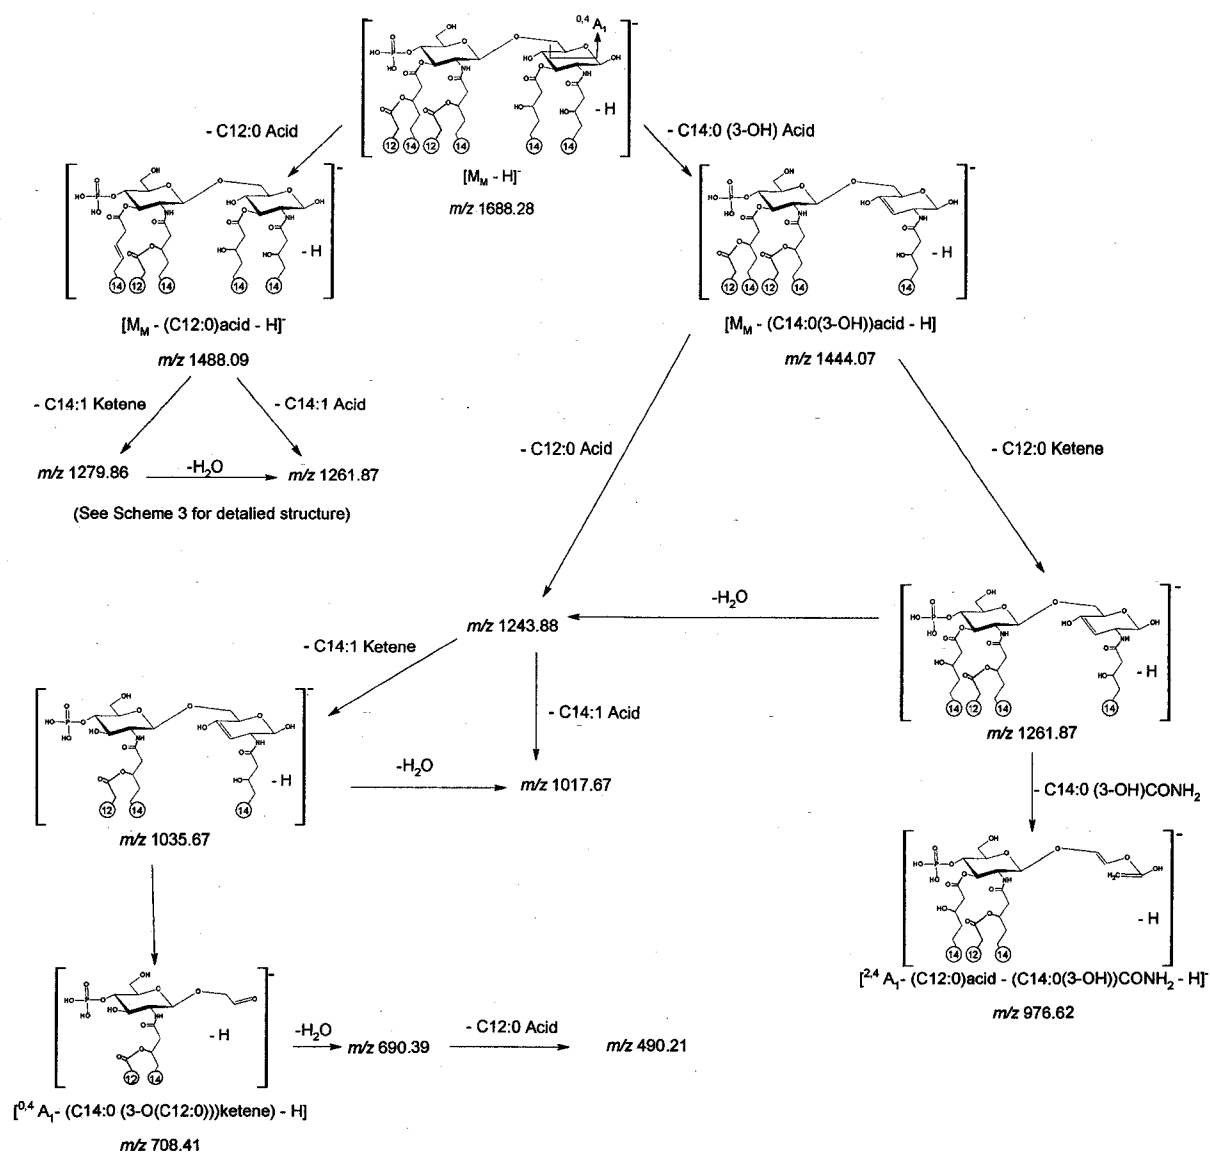 0,4 A1
- C12:0 Acid
- C14:0 (3-OH) Acid
[MM - H]-
m/z 1688.28
- H
[MM - (C12:0)acid - H]-
m/z 1488.09
[MM - (C14:0(3-OH))acid - H]
m/z 1444.07
- C14:1 Ketene
- C14:1 Acid
m/z 1279.86
-H2O
m/z 1261.87
(See Scheme 3 for detalied structure)
- C12:0 Acid
- C12:0 Ketene
m/z 1243.88
-H2O
- C14:1 Ketene
- C14:1 Acid
- H
m/z 1261.87
-H2O
m/z 1017.67
- C14:0 (3-OH)CONH2
m/z 1035.67
- H
[2,4 A1- (C12:0)acid - (C14:0(3-OH))CONH2 - H]-
m/z 976.62
- H
-H2O
m/z 690.39
- C12:0 Acid
m/z 490.21
[0,4 A1- (C14:0 (3-O(C12:0)))ketene) - H]
m/z 708.41